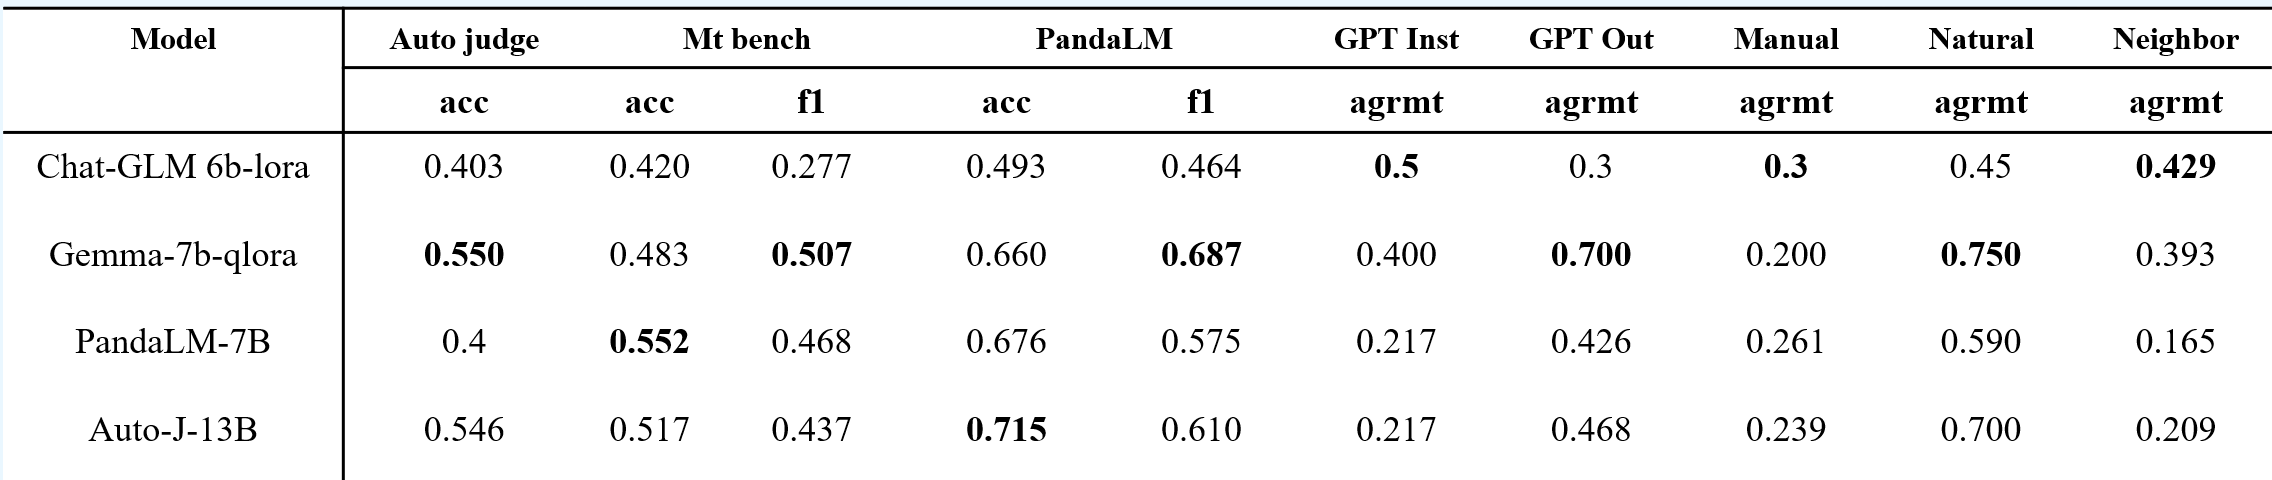 Model Auto judge Mt bench PandaLM GPT Inst GPT Out Manual Natural Neighbor
acc acc f1 acc f1 agrmt agrmt agrmt agrmt agrmt
Chat-GLM 6b-lora 0.403 0.420 0.277 0.493 0.464 0.5 0.3 0.3 0.45 0.429
Gemma-7b-qlora 0.550 0.483 0.507 0.660 0.687 0.400 0.700 0.200 0.750 0.393
PandaLM-7B 0.4 0.552 0.468 0.676 0.575 0.217 0.426 0.261 0.590 0.165
Auto-J-13B 0.546 0.517 0.437 0.715 0.610 0.217 0.468 0.239 0.700 0.209